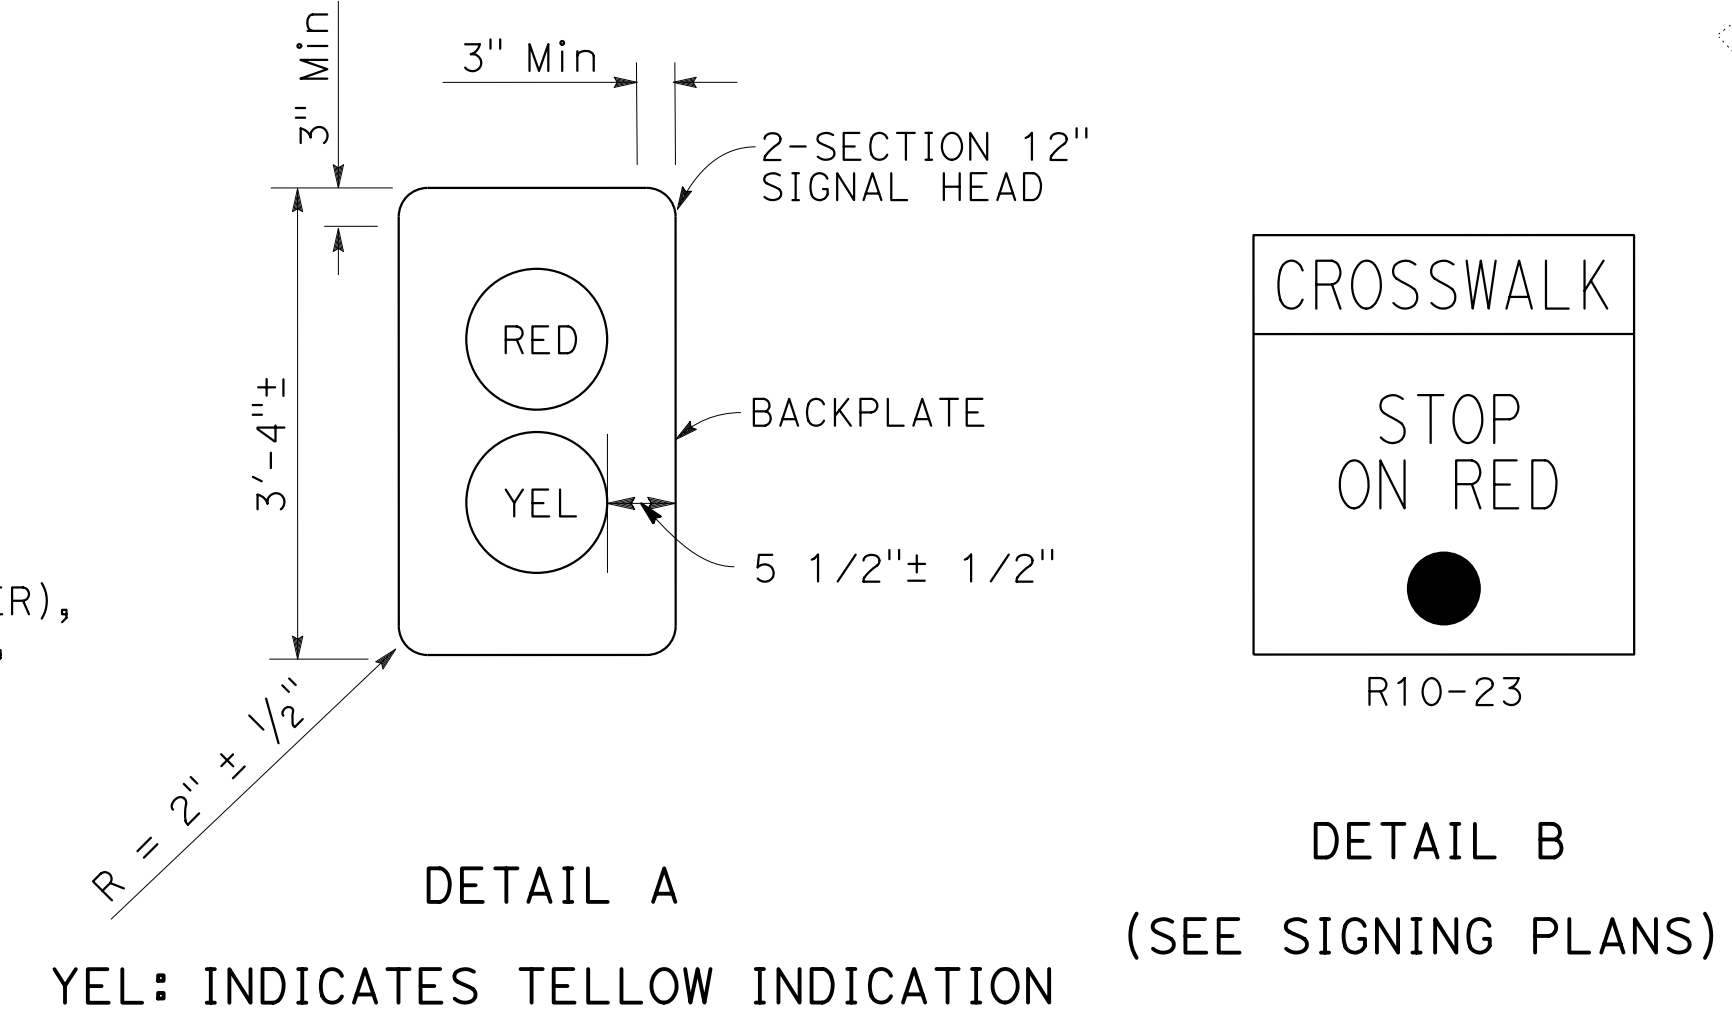 3" Min
3" Min
2-SECTION 12"
SIGNAL HEAD
RED
BACKPLATE
3'-4"±
YEL
5 1/2"± 1/2"
ER),
R = 2" ± 1/2"
DETAIL A
YEL: INDICATES TELLOW INDICATION
CROSSWALK
STOP
ON RED
R10-23
DETAIL B
(SEE SIGNING PLANS)